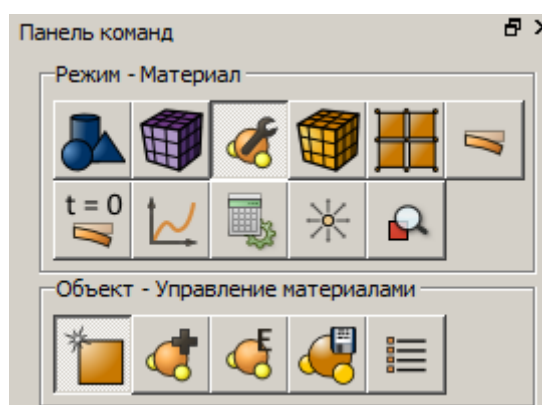 Панель команд
Режим - Материал
t = 0
Объект - Управление материалами
E